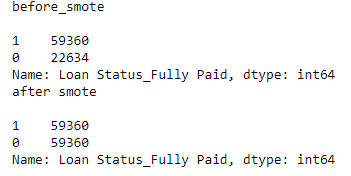 before_smote
1    59360
0    22634
Name: Loan Status_Fully Paid, dtype: int64
after smote
1    59360
0    59360
Name: Loan Status_Fully Paid, dtype: int64